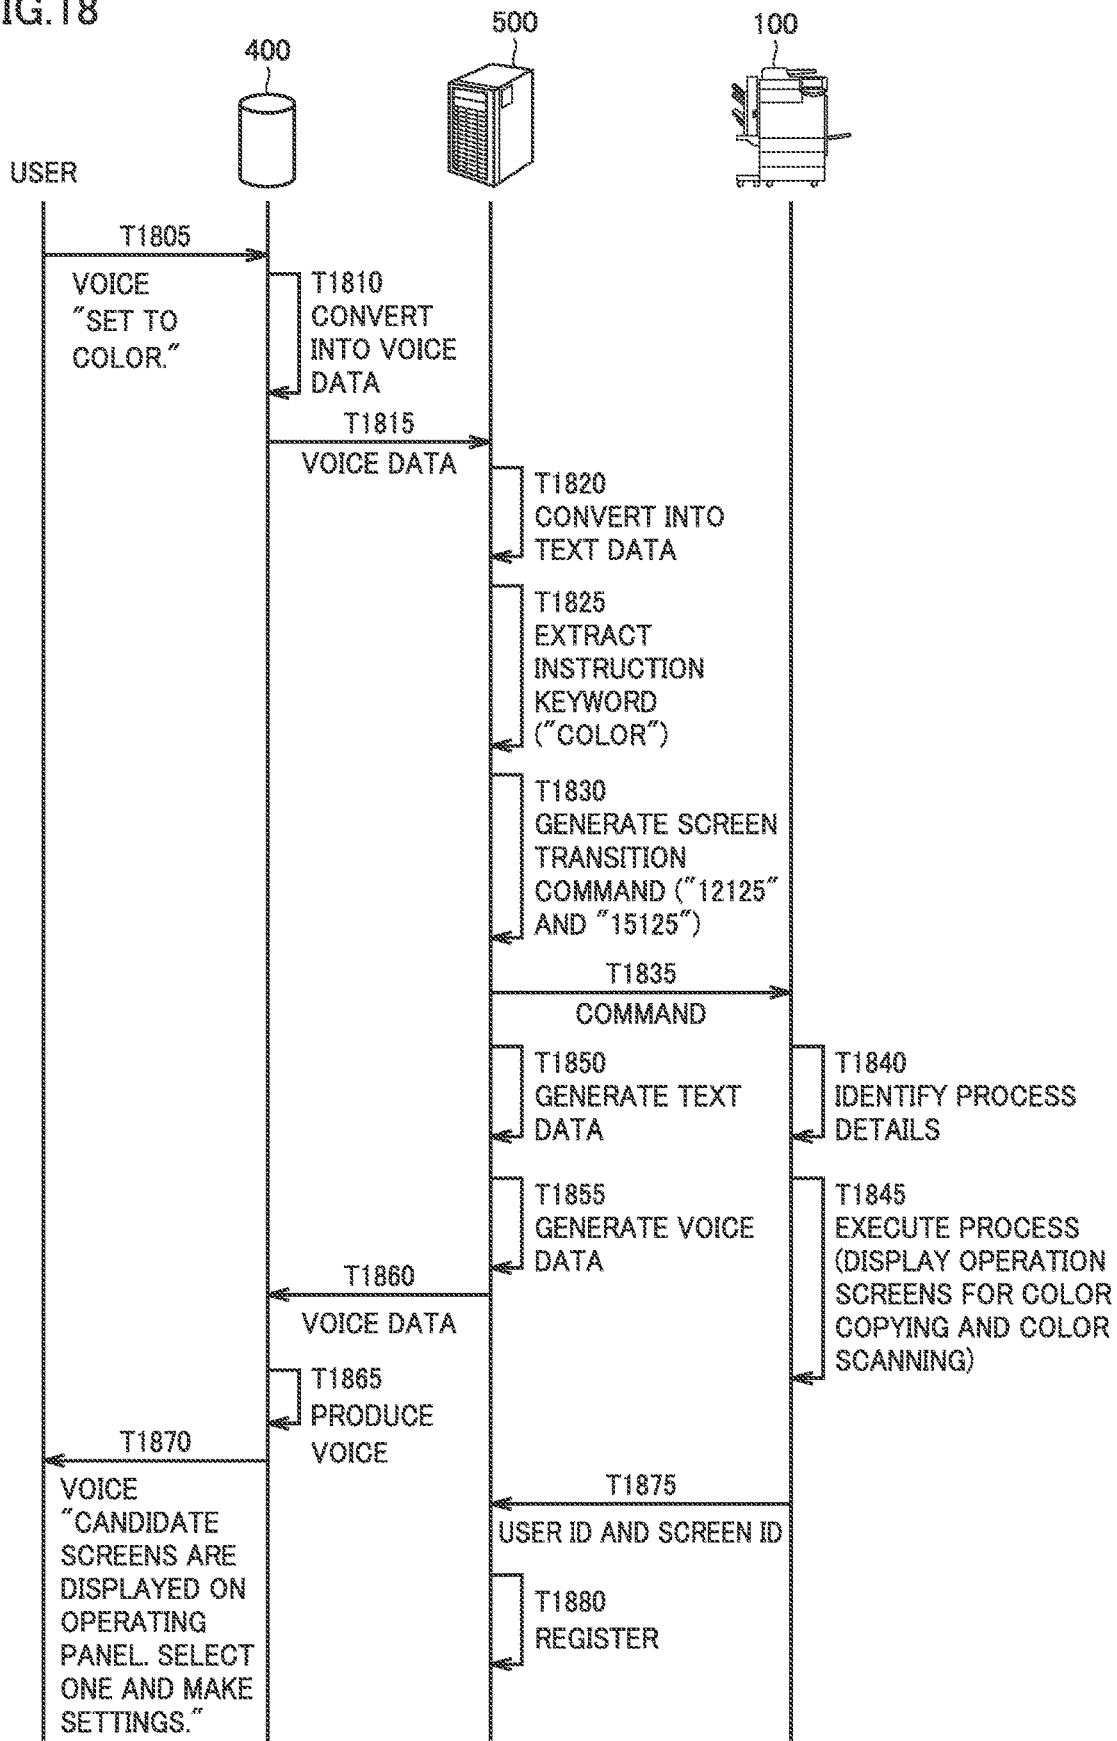 IG.18
500
100
400
USER
T1805
VOICE
"SET TO
COLOR."
T1810
CONVERT
INTO VOICE
DATA
T1815
VOICE DATA
T1820
CONVERT INTO
TEXT DATA
T1825
EXTRACT
INSTRUCTION
KEYWORD
("COLOR")
T1830
GENERATE SCREEN
TRANSITION
COMMAND ("12125"
AND "15125")
T1835
COMMAND
T1850
GENERATE TEXT
DATA
T1840
IDENTIFY PROCESS
DETAILS
T1855
GENERATE VOICE
DATA
T1845
EXECUTE PROCESS
(DISPLAY OPERATION
SCREENS FOR COLOR
COPYING AND COLOR
SCANNING)
T1860
VOICE DATA
T1865
PRODUCE
VOICE
T1870
VOICE
"CANDIDATE
SCREENS ARE
DISPLAYED ON
OPERATING
PANEL. SELECT
ONE AND MAKE
SETTINGS."
T1875
USER ID AND SCREEN ID
T1880
REGISTER